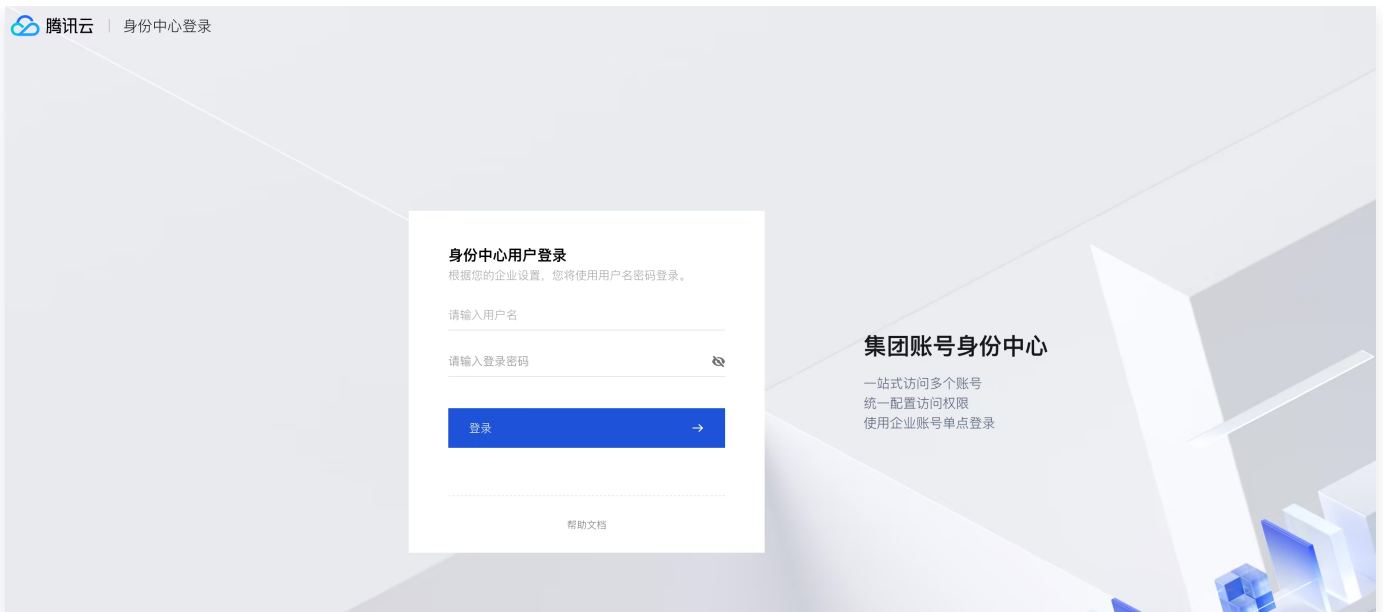 腾讯云 | 身份中心登录
身份中心用户登录
根据您的企业设置，您将使用用户名密码登录。
请输入用户名
请输入登录密码
登录
帮助文档
集团账号身份中心
一站式访问多个账号
统一配置访问权限
使用企业账号单点登录